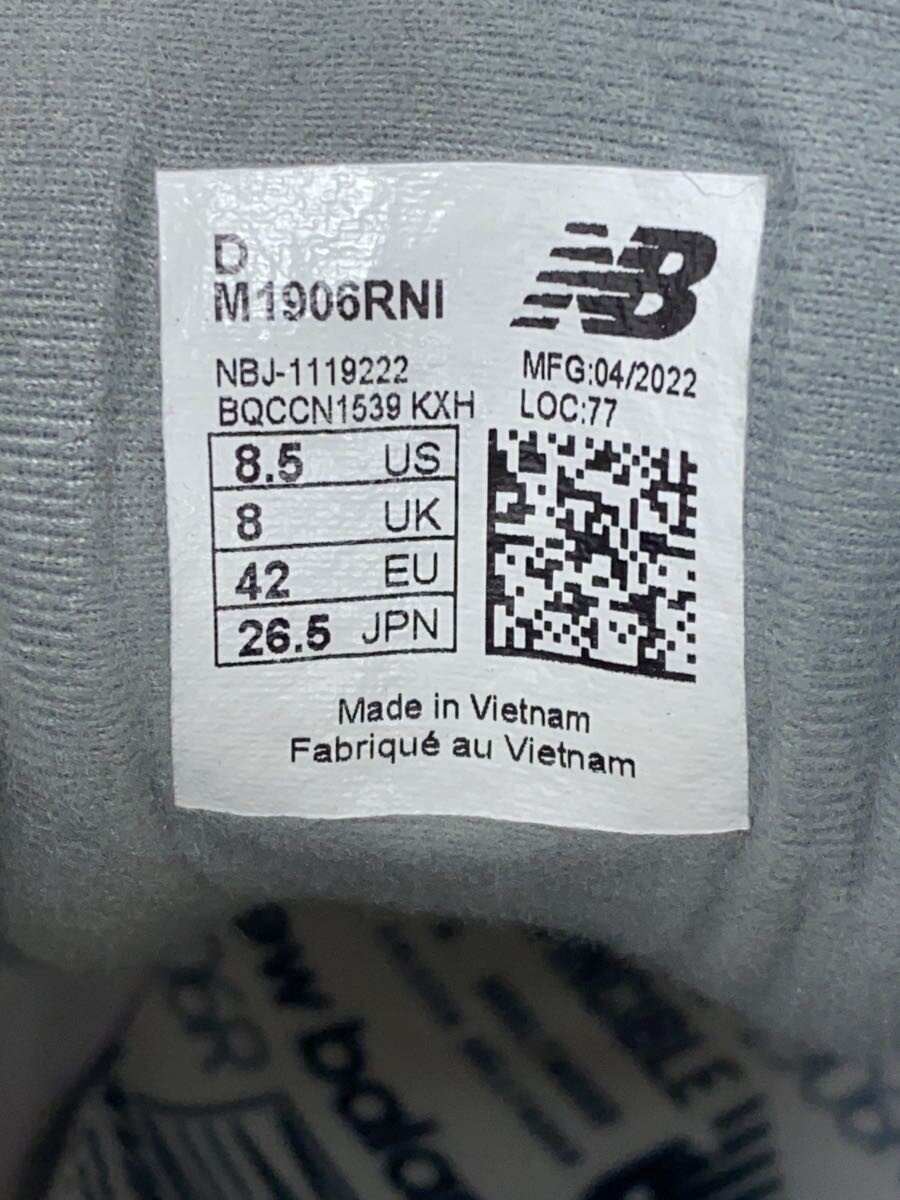 D
M1906RNI
NB
NBJ-1119222
MFG:04/2022
BQCCN1539 KXH
LOC:77
8.5 US
8 UK
42 EU
26.5 JPN
Made in Vietnam
Fabriqué au Vietnam